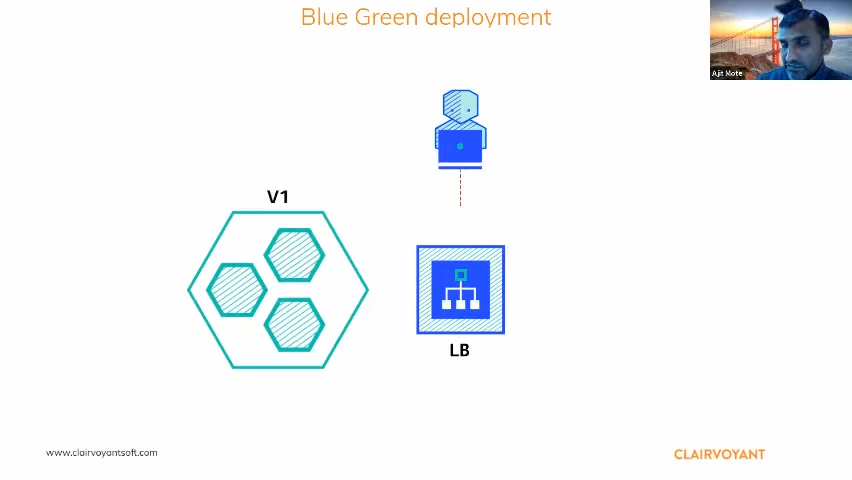 Blue Green deployment
Ajit Mote
V1
LB
www.clairvoyantsoft.com
CLAIRVOYANT